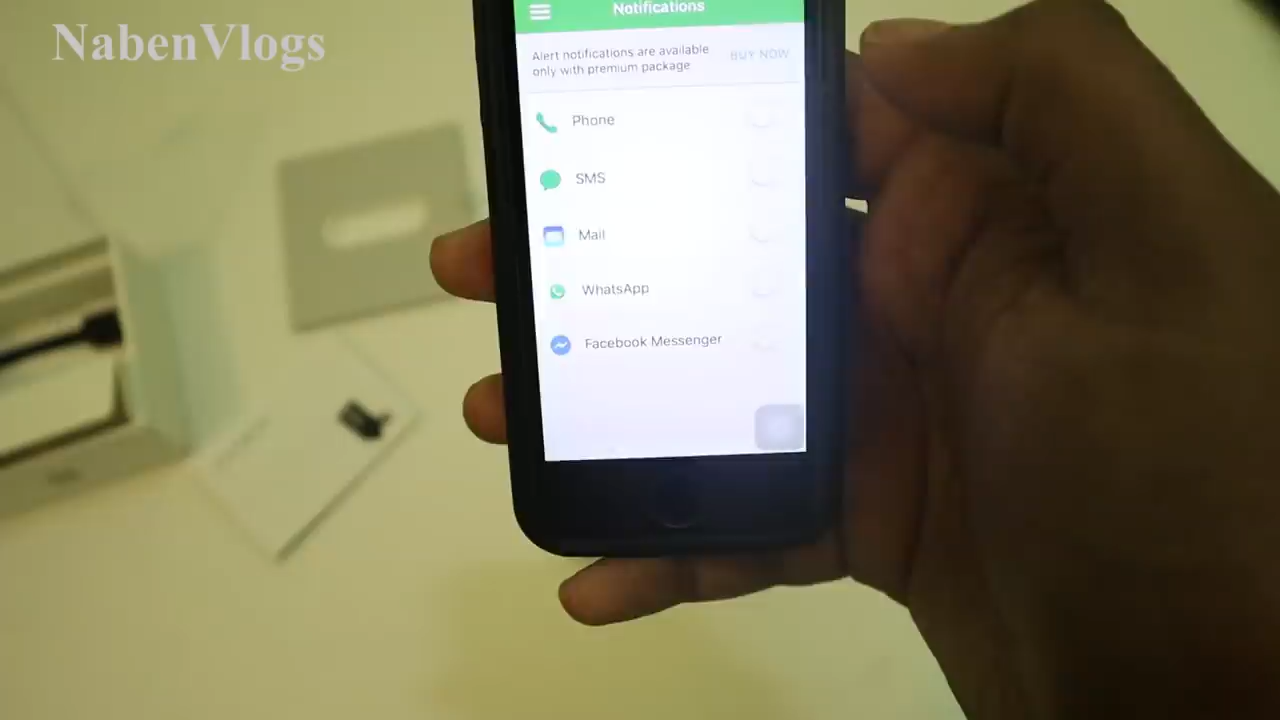 NabenVlogs
Notifications
Alert notifications are available
only with premium package
BUY NOW
Phone
SMS
Mail
WhatsApp
Facebook Messenger